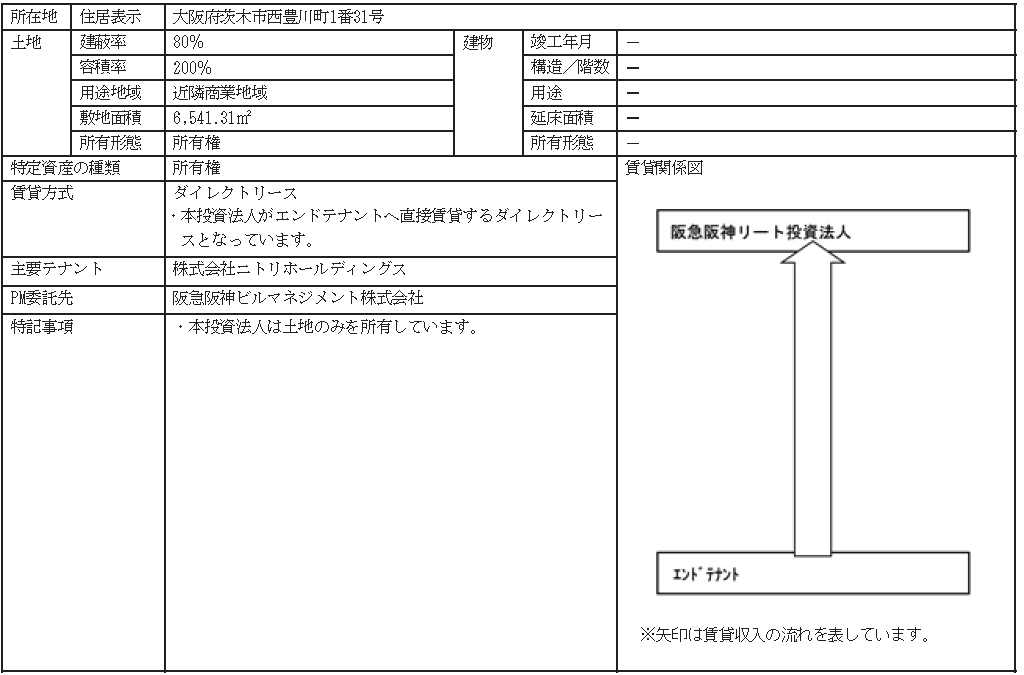 所在地 住居表示 大阪府茨木市西豊川町1番31号
土地 建蔽率 80% 建物 竣工年月 －
容積率 200% 構造／階数 －
用途地域 近隣商業地域 用途 －
敷地面積 6,541.31㎡ 延床面積 －
所有形態 所有権 所有形態 －
特定資産の種類 所有権 賃貸関係図
賃貸方式 ダイレクトリース
・本投資法人がエンドテナントへ直接賃貸するダイレクトリー
スとなっています。
主要テナント 株式会社ニトリホールディングス
PM委託先 阪急阪神ビルマネジメント株式会社
特記事項 ・本投資法人は土地のみを所有しています。
阪急阪神リート投資法人
ｴﾝﾄﾞﾃﾅﾝﾄ
※矢印は賃貸収入の流れを表しています。